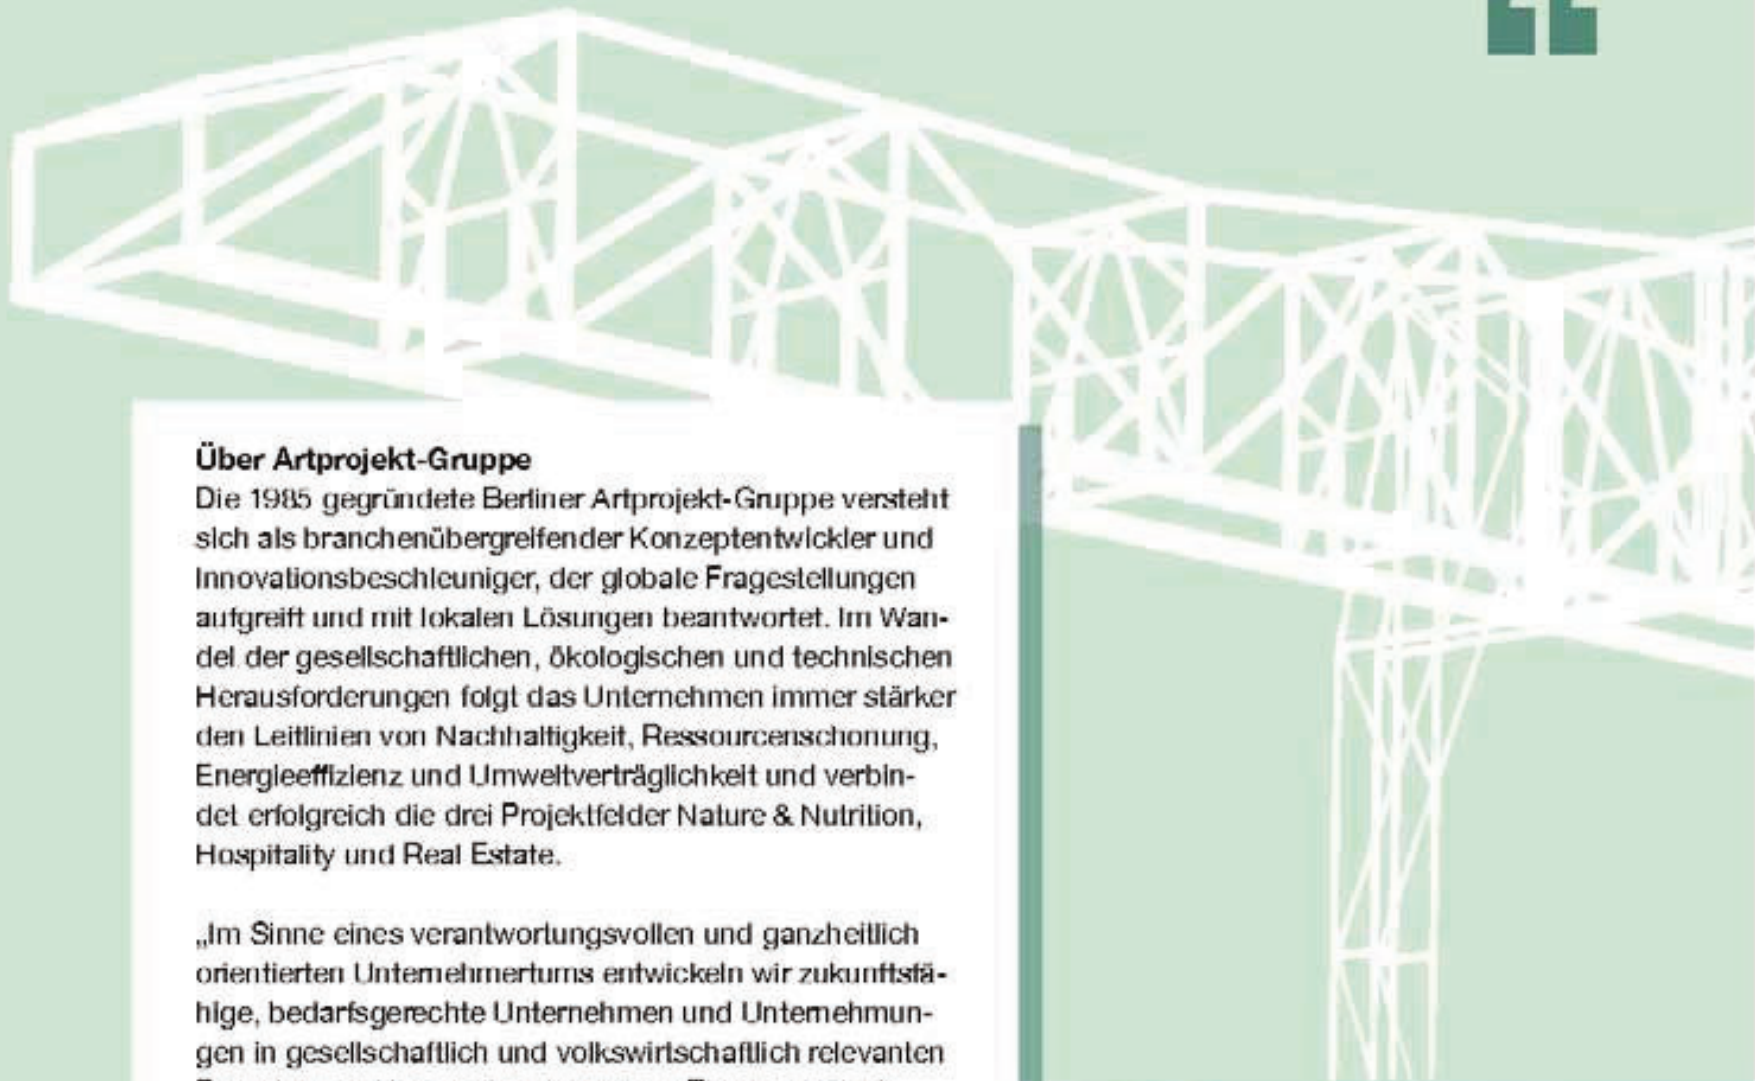 “
Über Artprojekt-Gruppe
Die 1985 gegründete Berliner Artprojekt-Gruppe versteht
sich als branchenübergreifender Konzeptentwickler und
Innovationsbeschleuniger, der globale Fragestellungen
aufgreift und mit lokalen Lösungen beantwortet. Im Wan-
del der gesellschaftlichen, ökologischen und technischen
Herausforderungen folgt das Unternehmen immer stärker
den Leitlinien von Nachhaltigkeit, Ressourcenschonung,
Energieeffizienz und Umweltverträglichkeit und verbin-
det erfolgreich die drei Projektfelder Nature & Nutrition,
Hospitality und Real Estate.
„Im Sinne eines verantwortungsvollen und ganzheitlich
orientierten Unternehmertums entwickeln wir zukunftsfä-
hige, bedarfsgerechte Unternehmen und Unternehmun-
gen in gesellschaftlich und volkswirtschaftlich relevanten